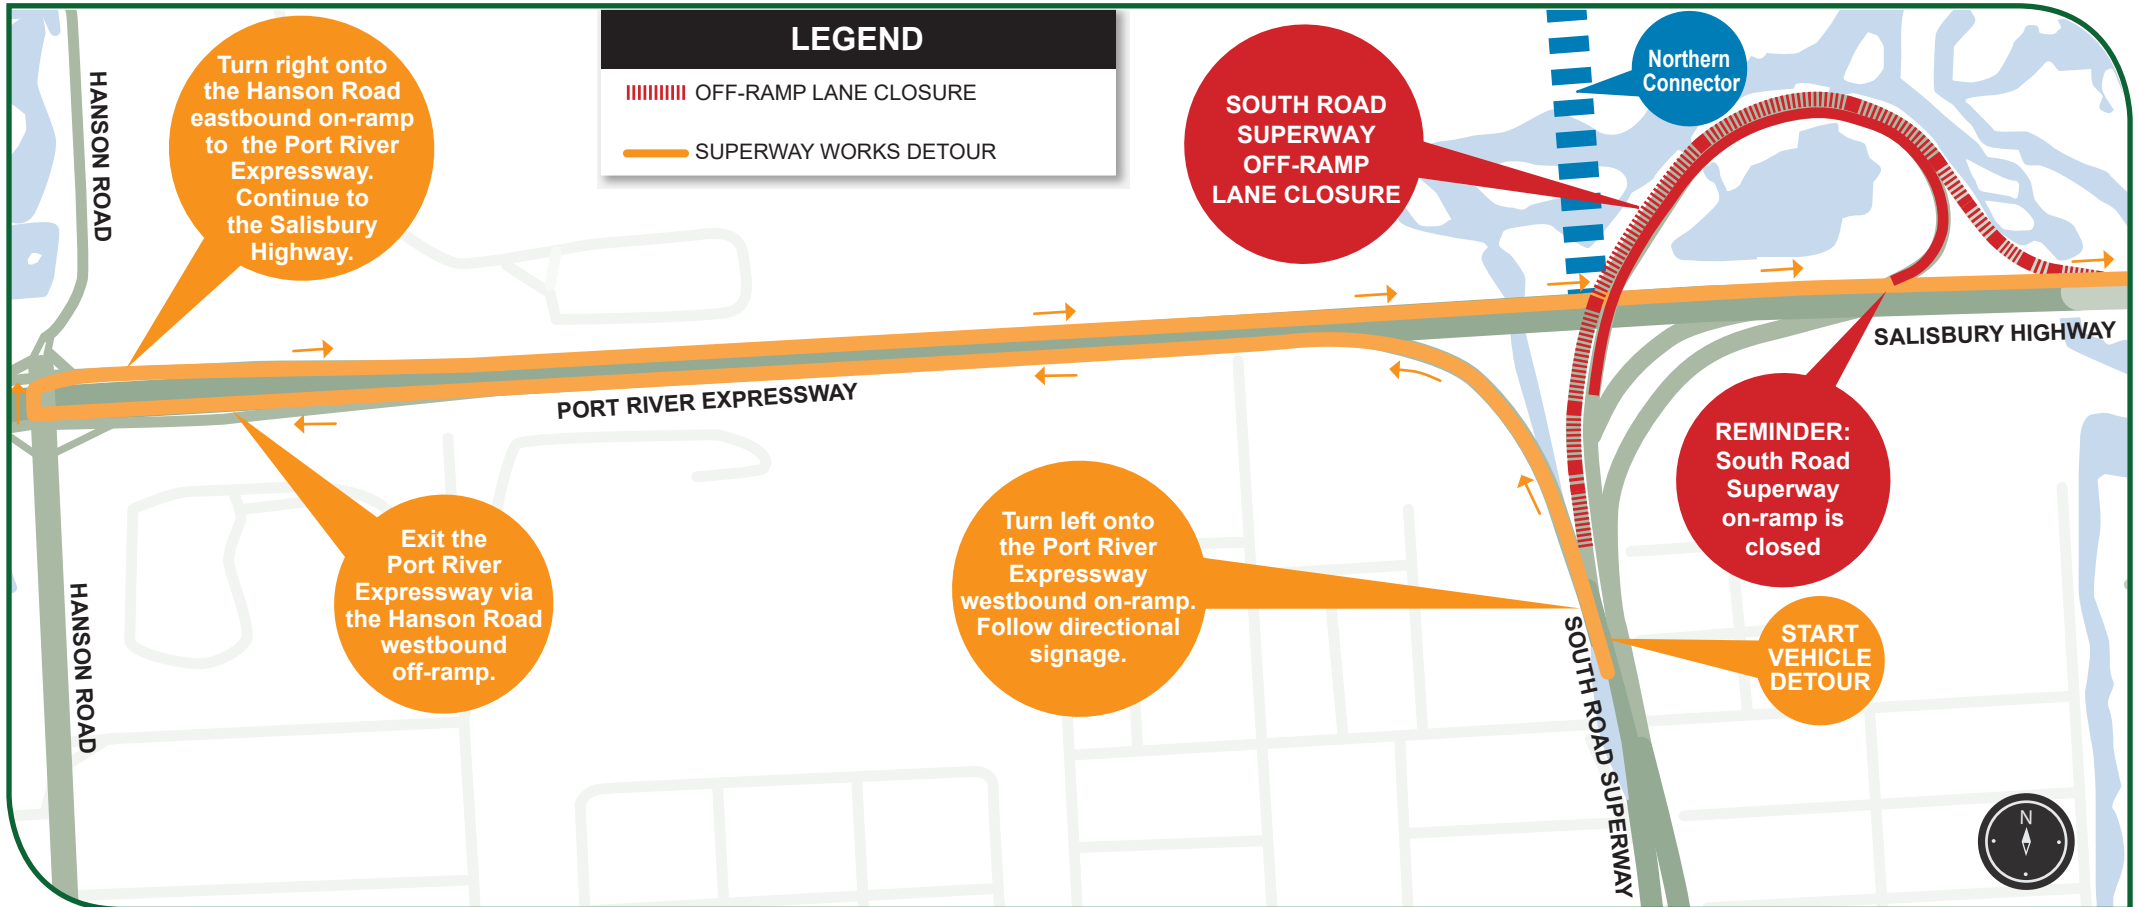 LEGEND
OFF-RAMP LANE CLOSURE
SUPERWAY WORKS DETOUR
HANSON ROAD
Turn right onto
the Hanson Road
eastbound on-ramp
to the Port River
Expressway.
Continue to
the Salisbury
Highway.
SOUTH ROAD
SUPERWAY
OFF-RAMP
LANE CLOSURE
Northern
Connector
SALISBURY HIGHWAY
PORT RIVER EXPRESSWAY
REMINDER:
South Road
Superway
on-ramp is
closed
Exit the
Port River
Expressway via
the Hanson Road
westbound
off-ramp.
Turn left onto
the Port River
Expressway
westbound on-ramp.
Follow directional
signage.
START
VEHICLE
DETOUR
HANSON ROAD
SOUTH ROAD SUPERWAY
N